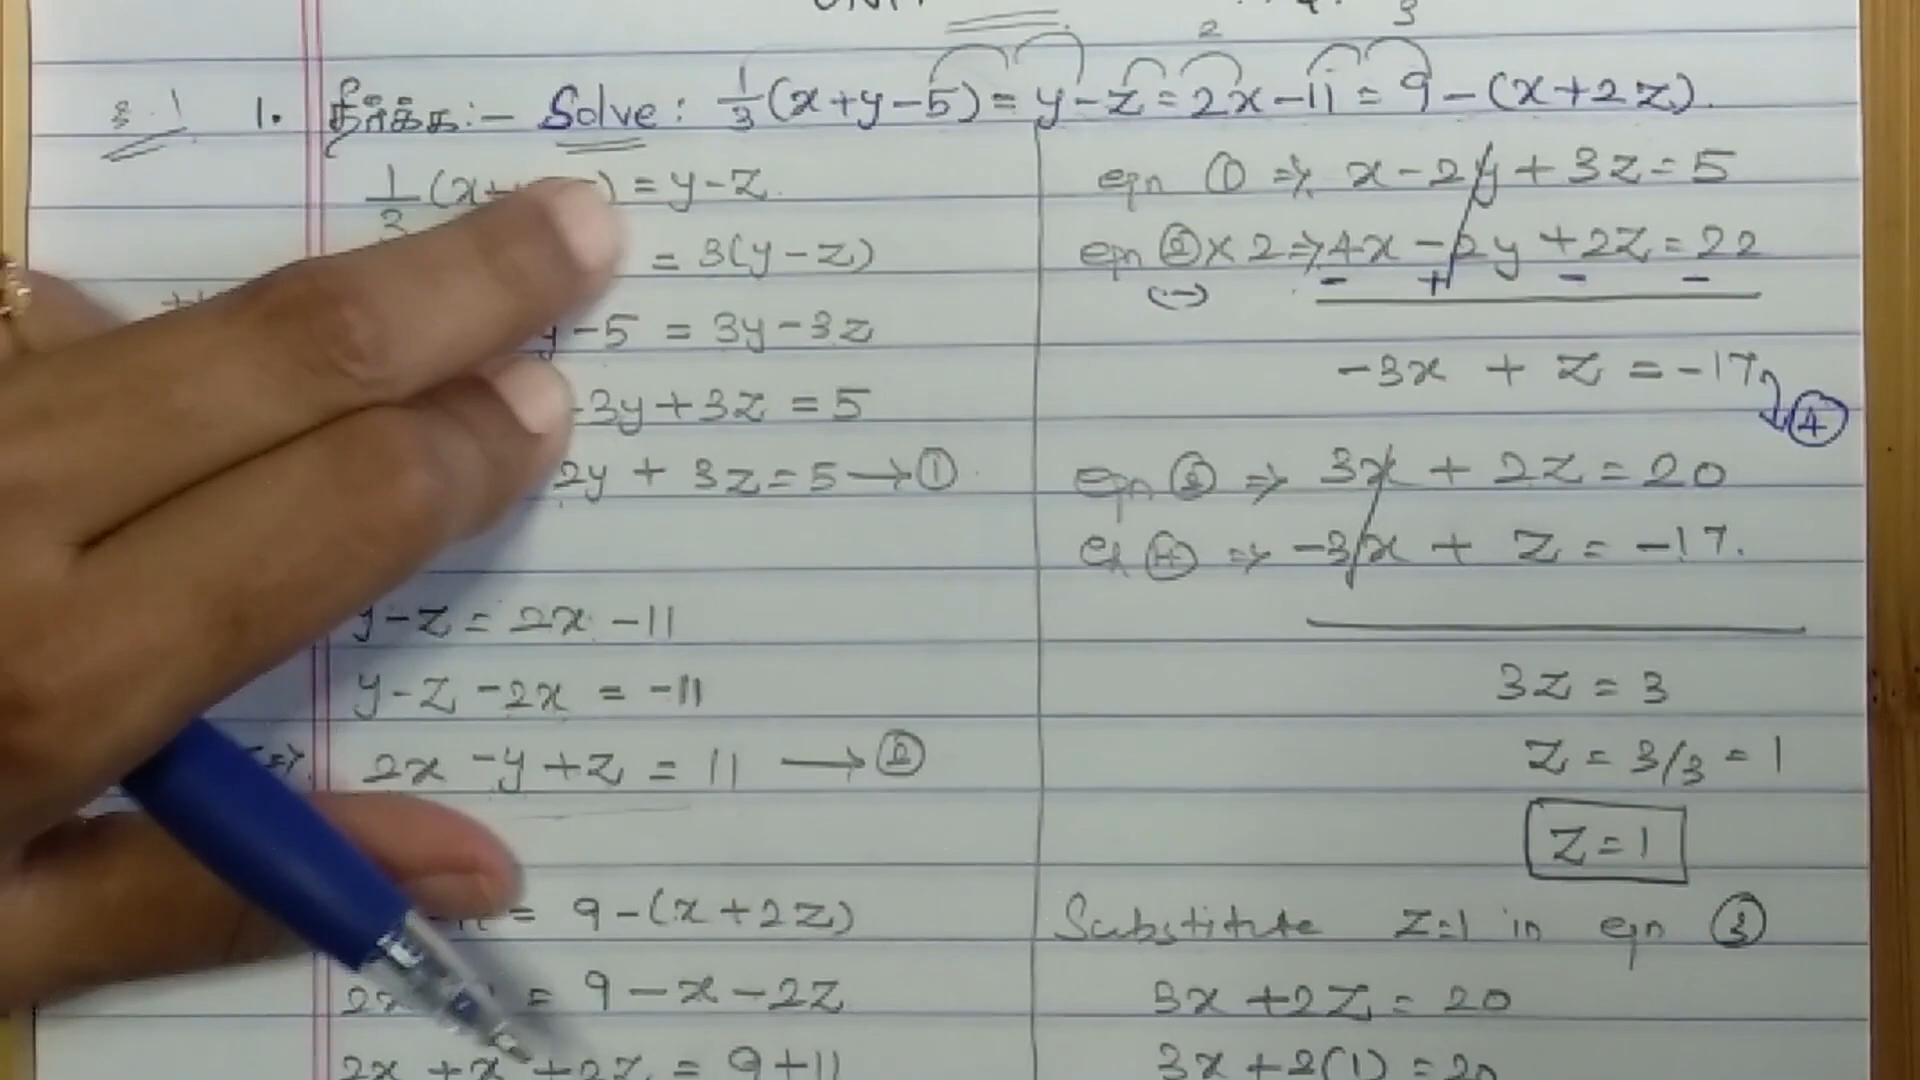 3.1 1. தீர்க்க:- Solve: 1/3(x+y-5) = y-z = 2x-11 = 9-(x+2z).
2 3
= y-z
= 3(y-z)
y-5 = 3y-3z
-3y+3z = 5
2y + 3z = 5 → ①
y-z = 2x-11
y-z-2x = -11
⇒ 2x-y+z = 11 → ②
= 9-(x+2z)
= 9-x-2z
2x+x+2z = 9+11
eqn ① ⇒ x-2y+3z = 5
eqn ②×2 ⇒ 4x-2y+2z = 22
(-) - + - -
-3x + z = -17 ④
eqn ③ ⇒ 3x + 2z = 20
④ ⇒ -3x + z = -17.
3z = 3
z = 3/3 = 1
z = 1
Substitute z=1 in eqn ③
3x+2z = 20
3x+2(1) = 20